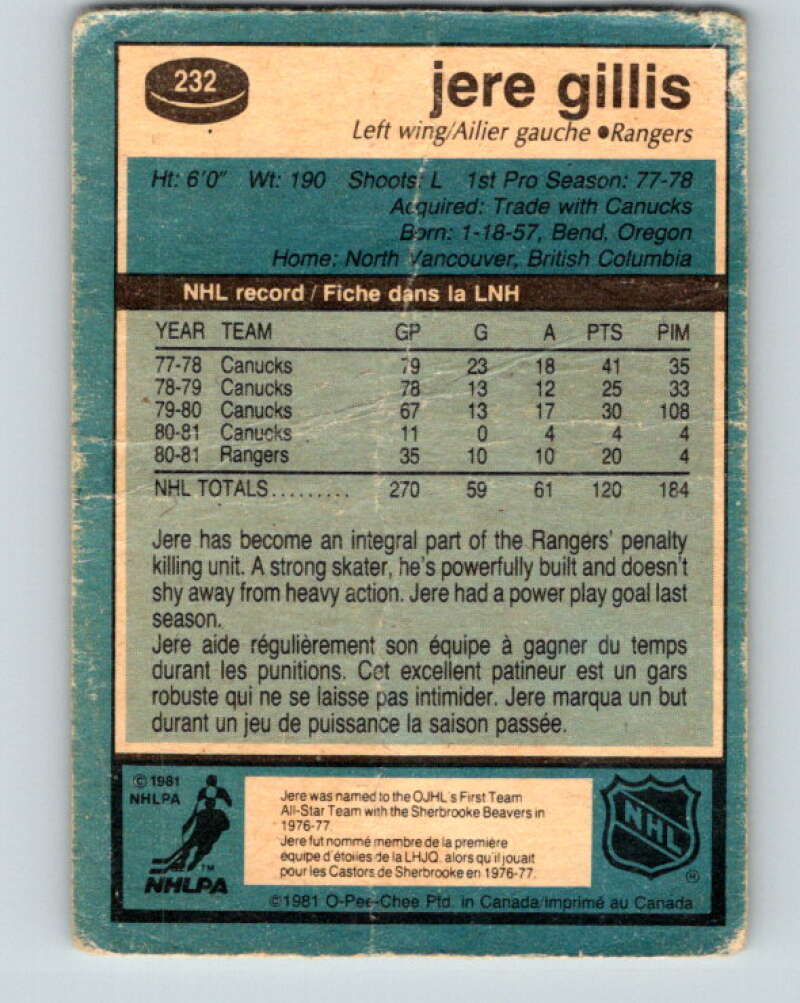 232
jere gillis
Left wing/Ailier gauche ●Rangers
Ht: 6'0" Wt: 190 Shoots: L 1st Pro Season: 77-78
Acquired: Trade with Canucks
Born: 1-18-57, Bend, Oregon
Home: North Vancouver, British Columbia
NHL record / Fiche dans la LNH
YEAR TEAM GP G A PTS PIM
77-78 Canucks 79 23 18 41 35
78-79 Canucks 78 13 12 25 33
79-80 Canucks 67 13 17 30 108
80-81 Canucks 11 0 4 4 4
80-81 Rangers 35 10 10 20 4
NHL TOTALS......... 270 59 61 120 184
Jere has become an integral part of the Rangers' penalty
killing unit. A strong skater, he's powerfully built and doesn't
shy away from heavy action. Jere had a power play goal last
season.
Jere aide régulièrement son équipe à gagner du temps
durant les punitions. Cet excellent patineur est un gars
robuste qui ne se laisse pas intimider. Jere marqua un but
durant un jeu de puissance la saison passée.
© 1981
NHLPA
TM
NHLPA
Jere was named to the OJHL's First Team
All-Star Team with the Sherbrooke Beavers in
1976-77.
Jere fut nommé membre de la première
équipe d'étoiles de la LHJQ. alors qu'il jouait
pour les Castors de Sherbrooke en 1976-77.
NHL
©1981 O-Pee-Chee Ptd. in Canada/imprimé au Canada